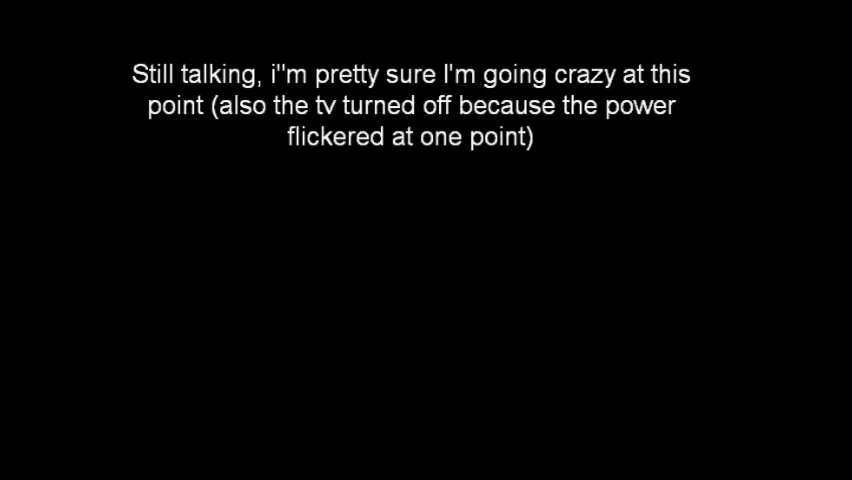 Still talking, i"m pretty sure I'm going crazy at this
point (also the tv turned off because the power
flickered at one point)